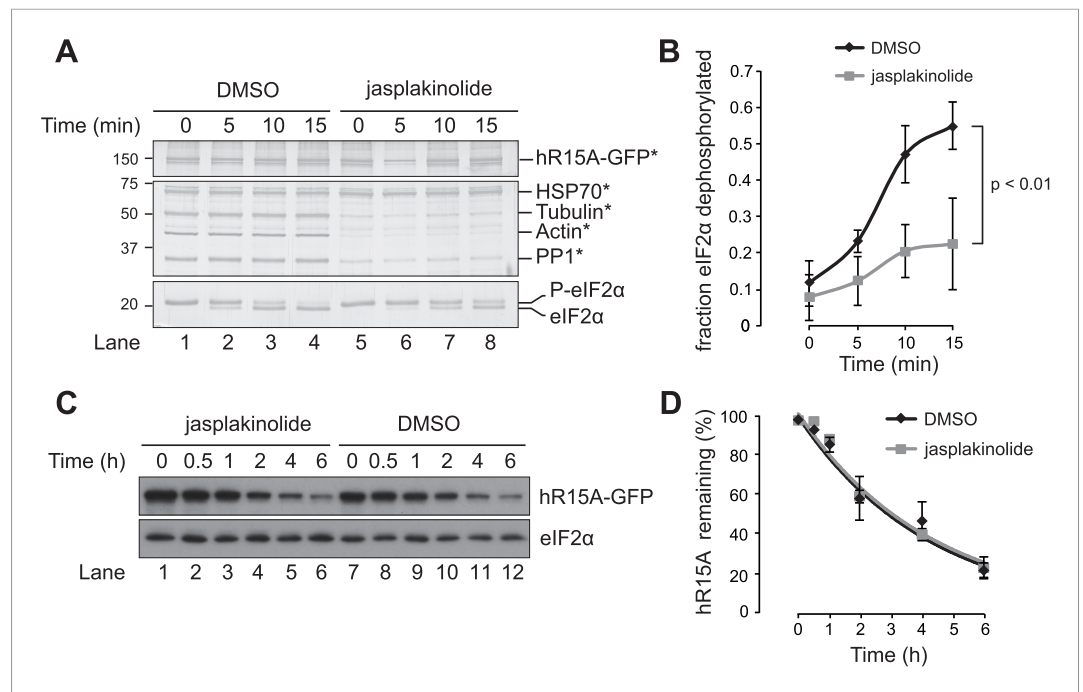 A
DMSO jasplakinolide
Time (min) 0 5 10 15 0 5 10 15
150 hR15A-GFP*
75 HSP70*
50 Tubulin*
Actin*
37 PP1*
P-eIF2α
20 eIF2α
Lane 1 2 3 4 5 6 7 8
B
DMSO
jasplakinolide
fraction eIF2α dephosphorylated
0.7
0.6
0.5
0.4
0.3
0.2
0.1
0
p < 0.01
0 5 10 15
Time (min)
C
jasplakinolide DMSO
Time (h) 0 0.5 1 2 4 6 0 0.5 1 2 4 6
hR15A-GFP
eIF2α
Lane 1 2 3 4 5 6 7 8 9 10 11 12
D
DMSO
jasplakinolide
hR15A remaining (%)
100
80
60
40
20
0
0 1 2 3 4 5 6
Time (h)